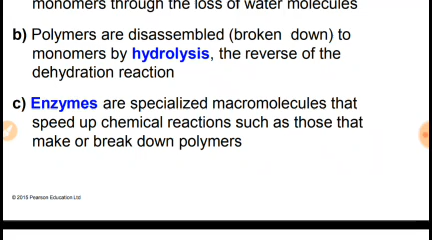 monomers through the loss of water molecules
b) Polymers are disassembled (broken down) to
monomers by hydrolysis, the reverse of the
dehydration reaction
c) Enzymes are specialized macromolecules that
speed up chemical reactions such as those that
make or break down polymers
© 2015 Pearson Education Ltd